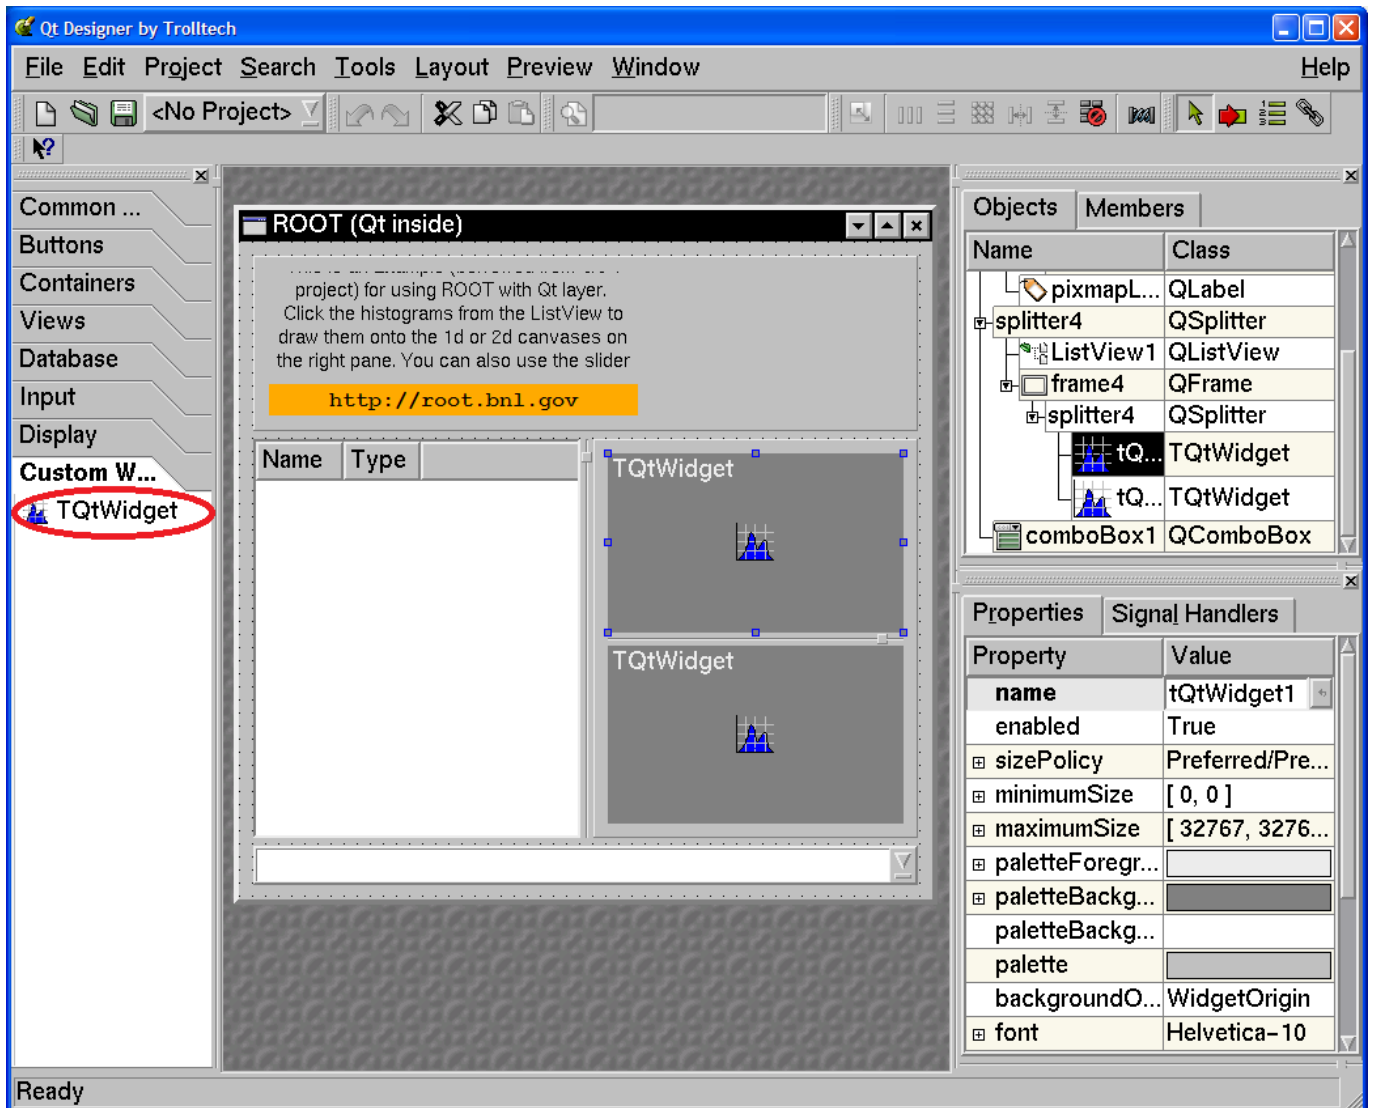 Qt Designer by Trolltech
File Edit Project Search Tools Layout Preview Window Help
<No Project>
Common ...
Buttons
Containers
Views
Database
Input
Display
Custom W...
TQtWidget
ROOT (Qt inside)
project) for using ROOT with Qt layer.
Click the histograms from the ListView to
draw them onto the 1d or 2d canvases on
the right pane. You can also use the slider
http://root.bnl.gov
Name Type
TQtWidget
TQtWidget
Objects Members
Name Class
pixmapL... QLabel
splitter4 QSplitter
ListView1 QListView
frame4 QFrame
splitter4 QSplitter
tQ... TQtWidget
tQ... TQtWidget
comboBox1 QComboBox
Properties Signal Handlers
Property Value
name tQtWidget1
enabled True
sizePolicy Preferred/Pre...
minimumSize [ 0, 0 ]
maximumSize [ 32767, 3276...
paletteForegr...
paletteBackg...
paletteBackg...
palette
backgroundO... WidgetOrigin
font Helvetica-10
Ready